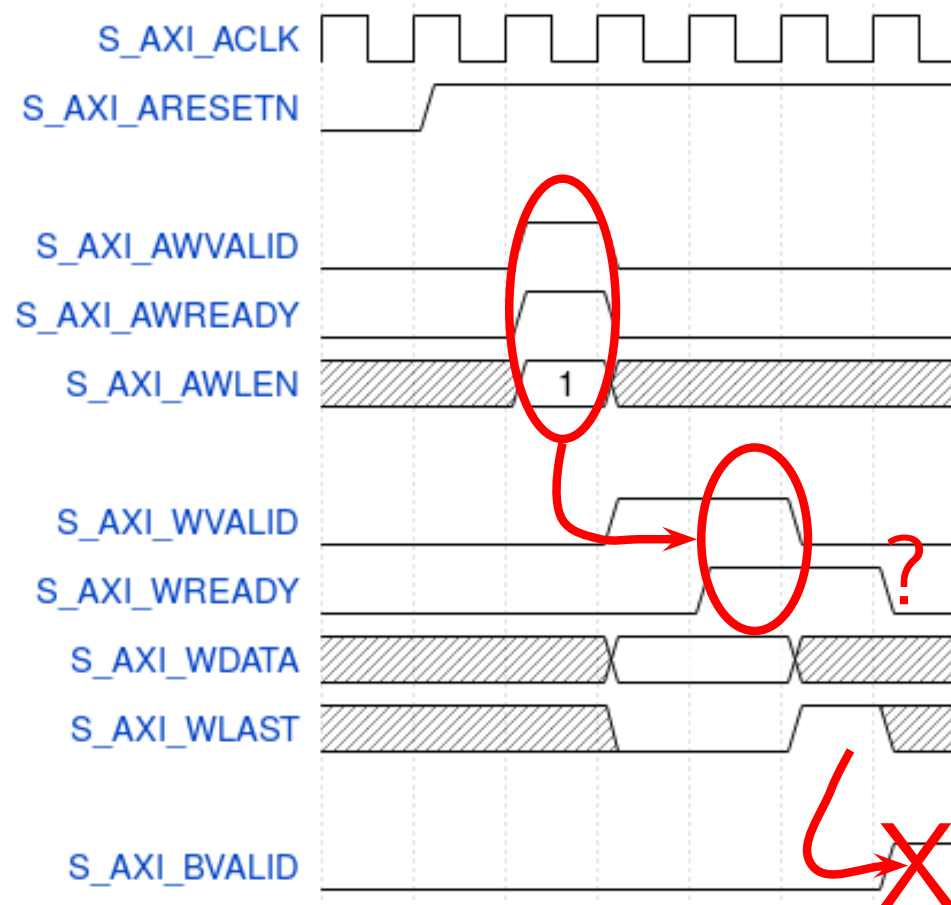 S_AXI_ACLK
S_AXI_ARESETN
S_AXI_AWVALID
S_AXI_AWREADY
S_AXI_AWLEN
1
S_AXI_WVALID
S_AXI_WREADY
?
S_AXI_WDATA
S_AXI_WLAST
S_AXI_BVALID
X